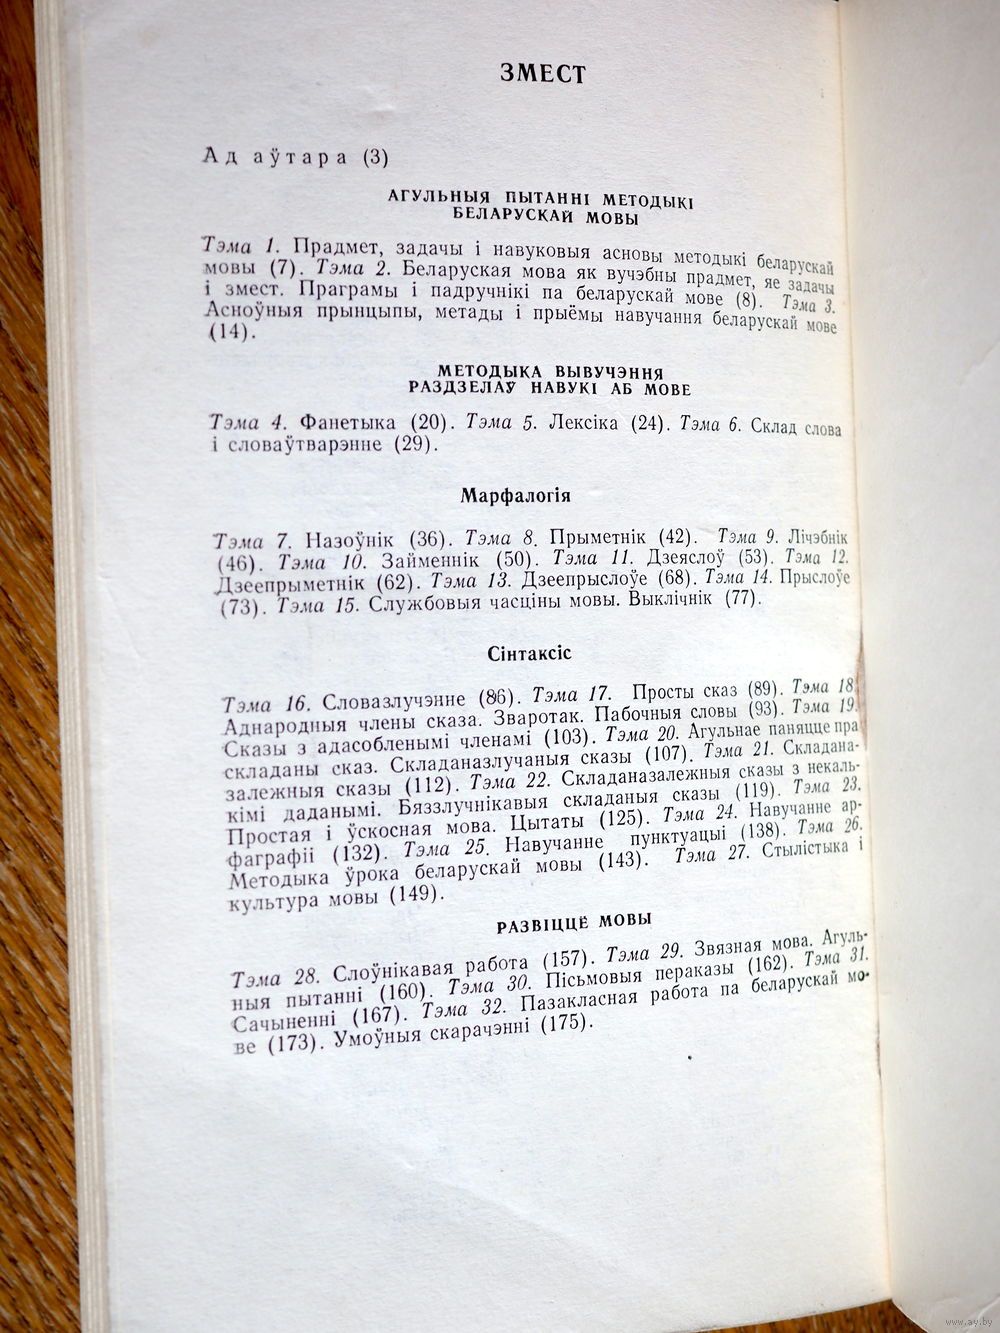 ЗМЕСТ
Ад аўтара (3)
АГУЛЬНЫЯ ПЫТАННІ МЕТОДЫКІ
БЕЛАРУСКАЙ МОВЫ
Тэма 1. Прадмет, задачы і навуковыя асновы методыкі беларускай
мовы (7). Тэма 2. Беларуская мова як вучэбны прадмет, яе задачы
і змест. Праграмы і падручнікі па беларускай мове (8). Тэма 3.
Асноўныя прынцыпы, метады і прыёмы навучання беларускай мове
(14).
МЕТОДЫКА ВЫВУЧЭННЯ
РАЗДЗЕЛАЎ НАВУКІ АБ МОВЕ
Тэма 4. Фанетыка (20). Тэма 5. Лексіка (24). Тэма 6. Склад слова
і словаўтварэнне (29).
Марфалогія
Тэма 7. Назоўнік (36). Тэма 8. Прыметнік (42). Тэма 9. Лічэбнік
(46). Тэма 10. Займеннік (50). Тэма 11. Дзеяслоў (53). Тэма 12.
Дзеепрыметнік (62). Тэма 13. Дзеепрыслоўе (68). Тэма 14. Прыслоўе
(73). Тэма 15. Службовыя часціны мовы. Выклічнік (77).
Сінтаксіс
Тэма 16. Словазлучэнне (86). Тэма 17. Просты сказ (89). Тэма 18.
Аднародныя члены сказа. Зваротак. Пабочныя словы (93). Тэма 19.
Сказы з адасобленымі членамі (103). Тэма 20. Агульнае паняцце пра
складаны сказ. Складаназлучаныя сказы (107). Тэма 21. Складана-
залежныя сказы (112). Тэма 22. Складаназалежныя сказы з некаль-
кімі даданымі. Бяззлучнікавыя складаныя сказы (119). Тэма 23.
Простая і ўскосная мова. Цытаты (125). Тэма 24. Навучанне ар-
фаграфіі (132). Тэма 25. Навучанне пунктуацыі (138). Тэма 26.
Методыка ўрока беларускай мовы (143). Тэма 27. Стылістыка і
культура мовы (149).
РАЗВІЦЦЁ МОВЫ
Тэма 28. Слоўнікавая работа (157). Тэма 29. Звязная мова. Агуль-
ныя пытанні (160). Тэма 30. Пісьмовыя пераказы (162). Тэма 31.
Сачыненні (167). Тэма 32. Пазакласная работа па беларускай мо-
ве (173). Умоўныя скарачэнні (175).
www.ay.by